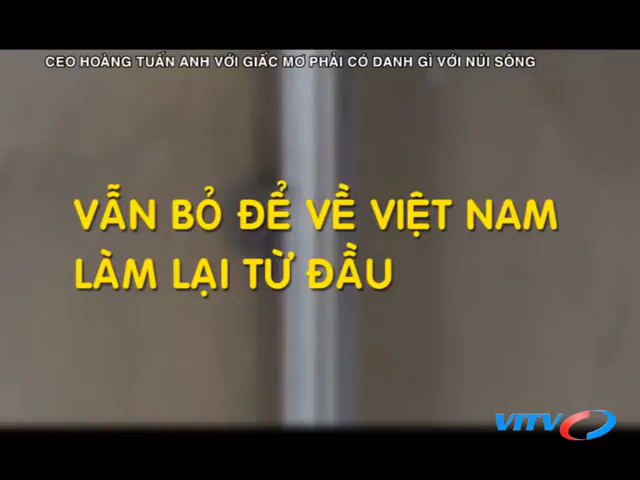 CEO HOÀNG TUẤN ANH VỚI GIẤC MƠ PHẢI CÓ DANH GÌ VỚI NÚI SÔNG
VẪN BỎ ĐỂ VỀ VIỆT NAM
LÀM LẠI TỪ ĐẦU
VITV